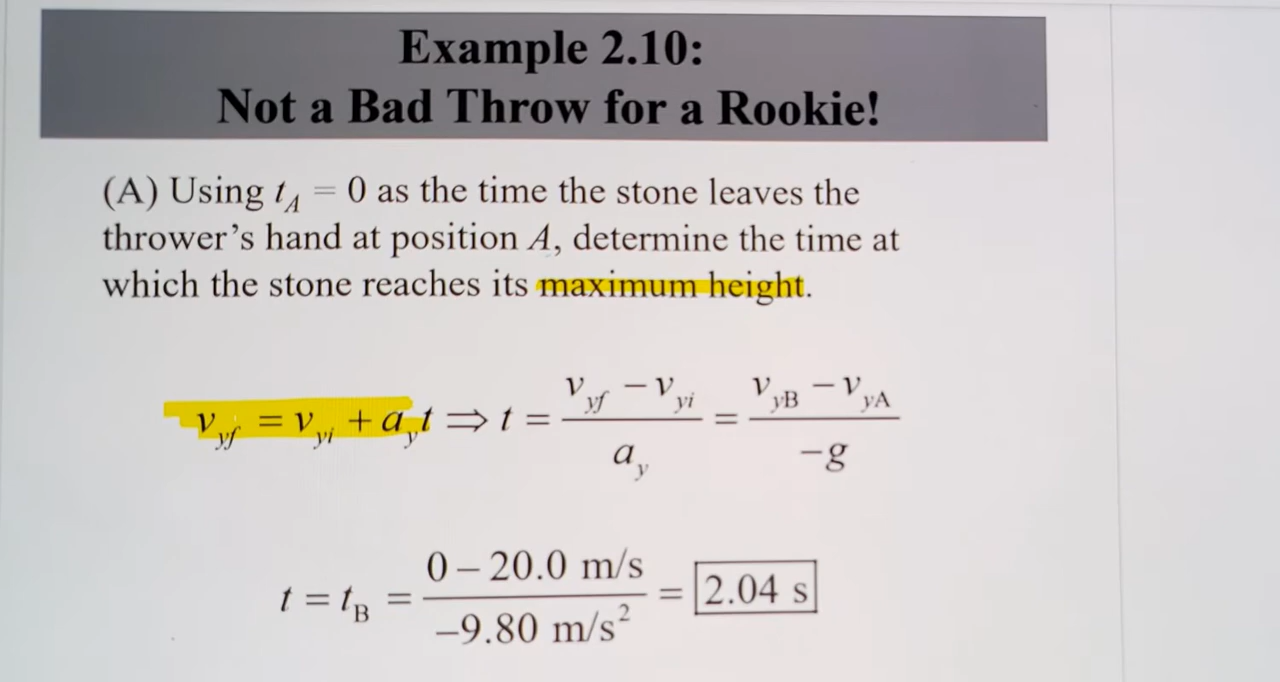 Example 2.10:
Not a Bad Throw for a Rookie!
(A) Using t_A = 0 as the time the stone leaves the
thrower’s hand at position A, determine the time at
which the stone reaches its maximum height.
v_yf = v_yi + a_y t ⇒ t = (v_yf − v_yi) / a_y = (v_yB − v_yA) / −g
t = t_B = (0 – 20.0 m/s) / (–9.80 m/s²) = 2.04 s